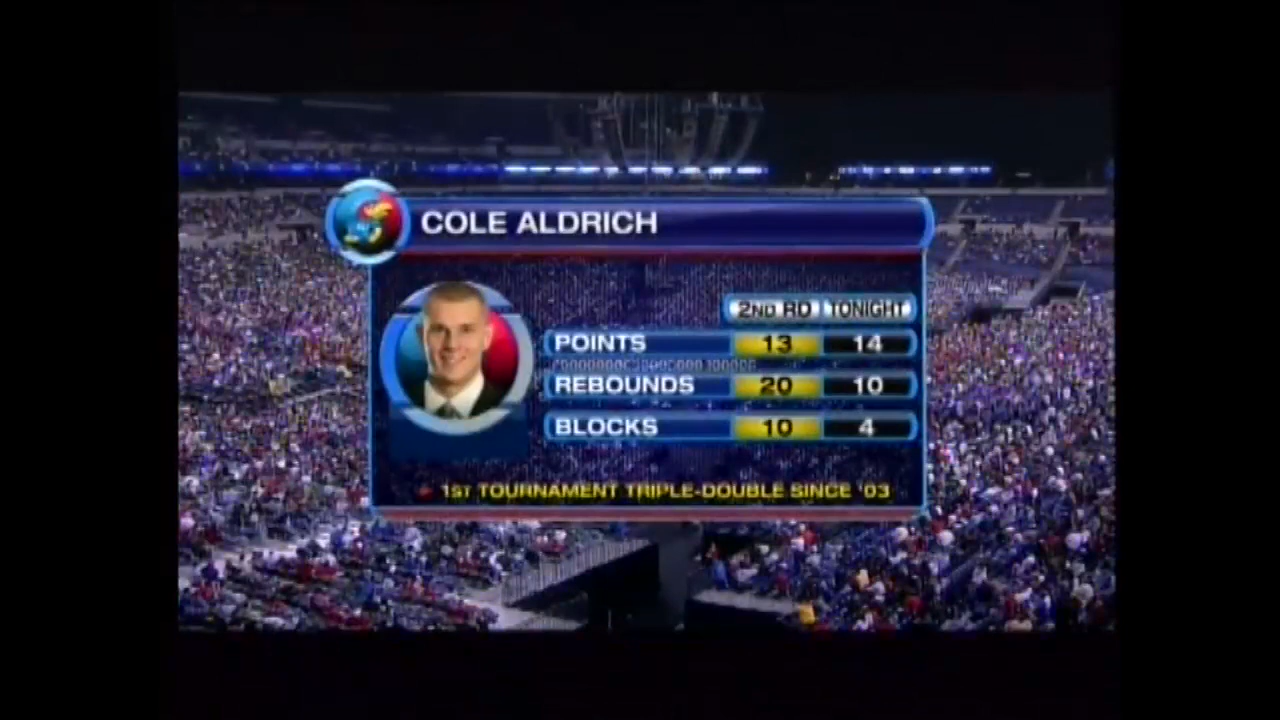 COLE ALDRICH
2ND RD TONIGHT
POINTS 13 14
REBOUNDS 20 10
BLOCKS 10 4
1ST TOURNAMENT TRIPLE-DOUBLE SINCE '03